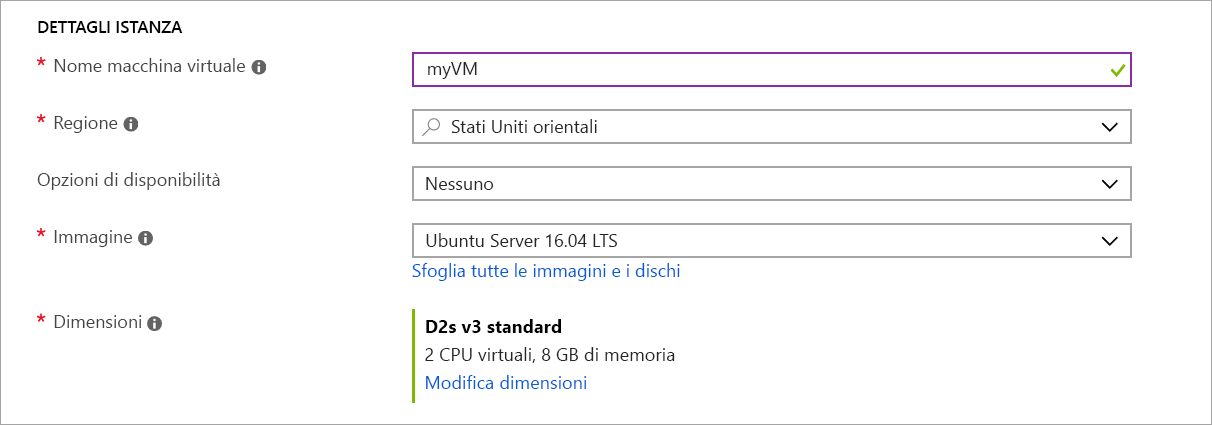 DETTAGLI ISTANZA
* Nome macchina virtuale
myVM
* Regione
Stati Uniti orientali
Opzioni di disponibilità
Nessuno
* Immagine
Ubuntu Server 16.04 LTS
Sfoglia tutte le immagini e i dischi
* Dimensioni
D2s v3 standard
2 CPU virtuali, 8 GB di memoria
Modifica dimensioni